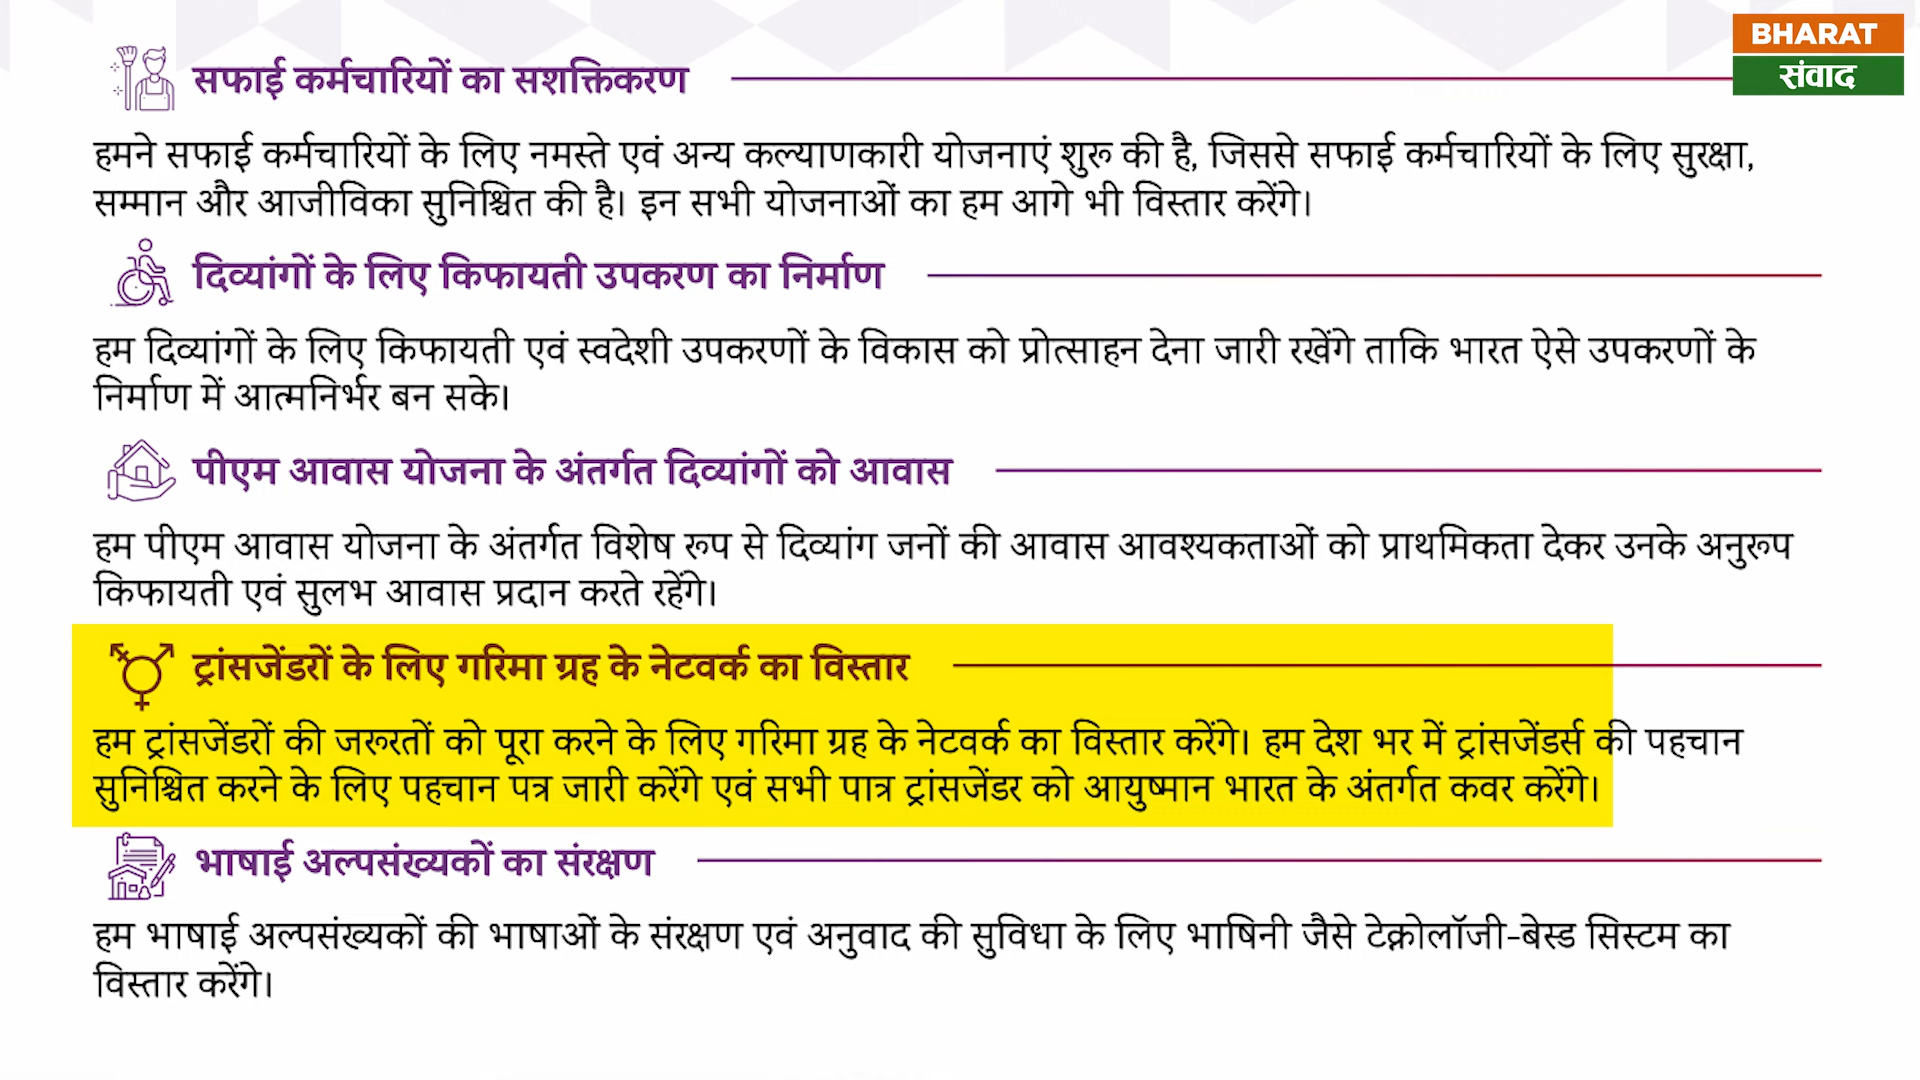 BHARAT
संवाद
सफाई कर्मचारियों का सशक्तिकरण
हमने सफाई कर्मचारियों के लिए नमस्ते एवं अन्य कल्याणकारी योजनाएं शुरू की है, जिससे सफाई कर्मचारियों के लिए सुरक्षा,
सम्मान और आजीविका सुनिश्चित की है। इन सभी योजनाओं का हम आगे भी विस्तार करेंगे।
दिव्यांगों के लिए किफायती उपकरण का निर्माण
हम दिव्यांगों के लिए किफायती एवं स्वदेशी उपकरणों के विकास को प्रोत्साहन देना जारी रखेंगे ताकि भारत ऐसे उपकरणों के
निर्माण में आत्मनिर्भर बन सके।
पीएम आवास योजना के अंतर्गत दिव्यांगों को आवास
हम पीएम आवास योजना के अंतर्गत विशेष रूप से दिव्यांग जनों की आवास आवश्यकताओं को प्राथमिकता देकर उनके अनुरूप
किफायती एवं सुलभ आवास प्रदान करते रहेंगे।
ट्रांसजेंडरों के लिए गरिमा ग्रह के नेटवर्क का विस्तार
हम ट्रांसजेंडरों की जरूरतों को पूरा करने के लिए गरिमा ग्रह के नेटवर्क का विस्तार करेंगे। हम देश भर में ट्रांसजेंडर्स की पहचान
सुनिश्चित करने के लिए पहचान पत्र जारी करेंगे एवं सभी पात्र ट्रांसजेंडर को आयुष्मान भारत के अंतर्गत कवर करेंगे।
भाषाई अल्पसंख्यकों का संरक्षण
हम भाषाई अल्पसंख्यकों की भाषाओं के संरक्षण एवं अनुवाद की सुविधा के लिए भाषिनी जैसे टेक्नोलॉजी-बेस्ड सिस्टम का
विस्तार करेंगे।